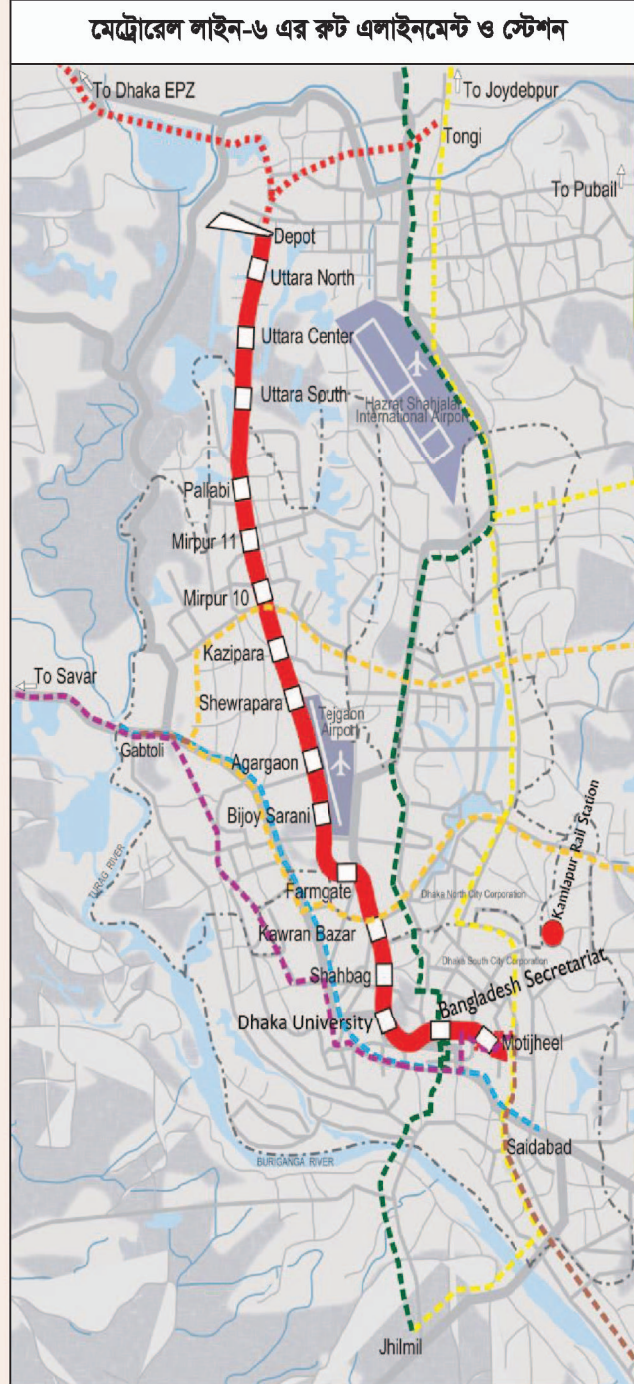 মেট্রোরেল লাইন-৬ এর রুট এলাইনমেন্ট ও স্টেশন
To Dhaka EPZ
To Joydebpur
Tongi
To Pubail
Depot
Uttara North
Uttara Center
Uttara South
Hazrat Shahjalal
International Airport
Pallabi
Mirpur 11
Mirpur 10
Kazipara
To Savar
Shewrapara
Tejgaon
Airport
Gabtoli
Agargaon
Bijoy Sarani
TURAG RIVER
Kamlapur Rail Station
Farmgate
Dhaka North City Corporation
Kawran Bazar
Dhaka South City Corporation
Shahbag
Bangladesh Secretariat
Dhaka University
Motijheel
Saidabad
BURIGANGA RIVER
Jhilmil